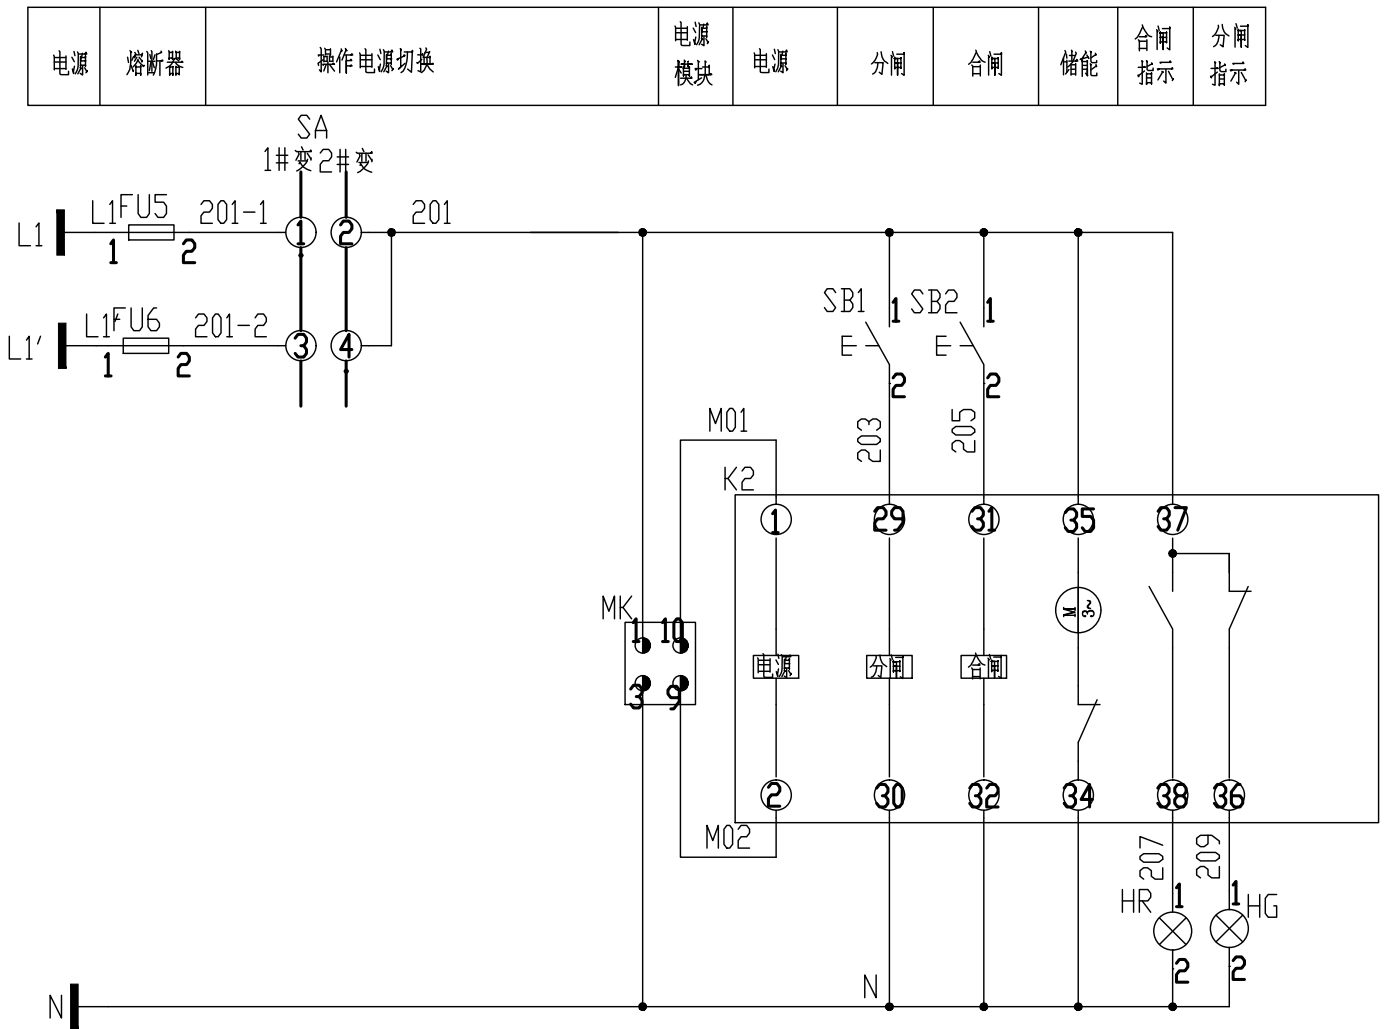 电源
熔断器
操作电源切换
电源
模块
电源
分闸
合闸
储能
合闸
指示
分闸
指示
SA
1#变 2#变
L1
L1
FU5
1
2
201-1
1
2
201
L1'
L1'
FU6
1
2
201-2
3
4
SB1
1
E
2
203
SB2
1
E
2
205
M01
K2
1
29
31
35
37
MK
1
10
3
9
M
3~
电源
分闸
合闸
2
30
32
34
38
36
M02
207
209
HR
1
2
1
HG
2
N
N